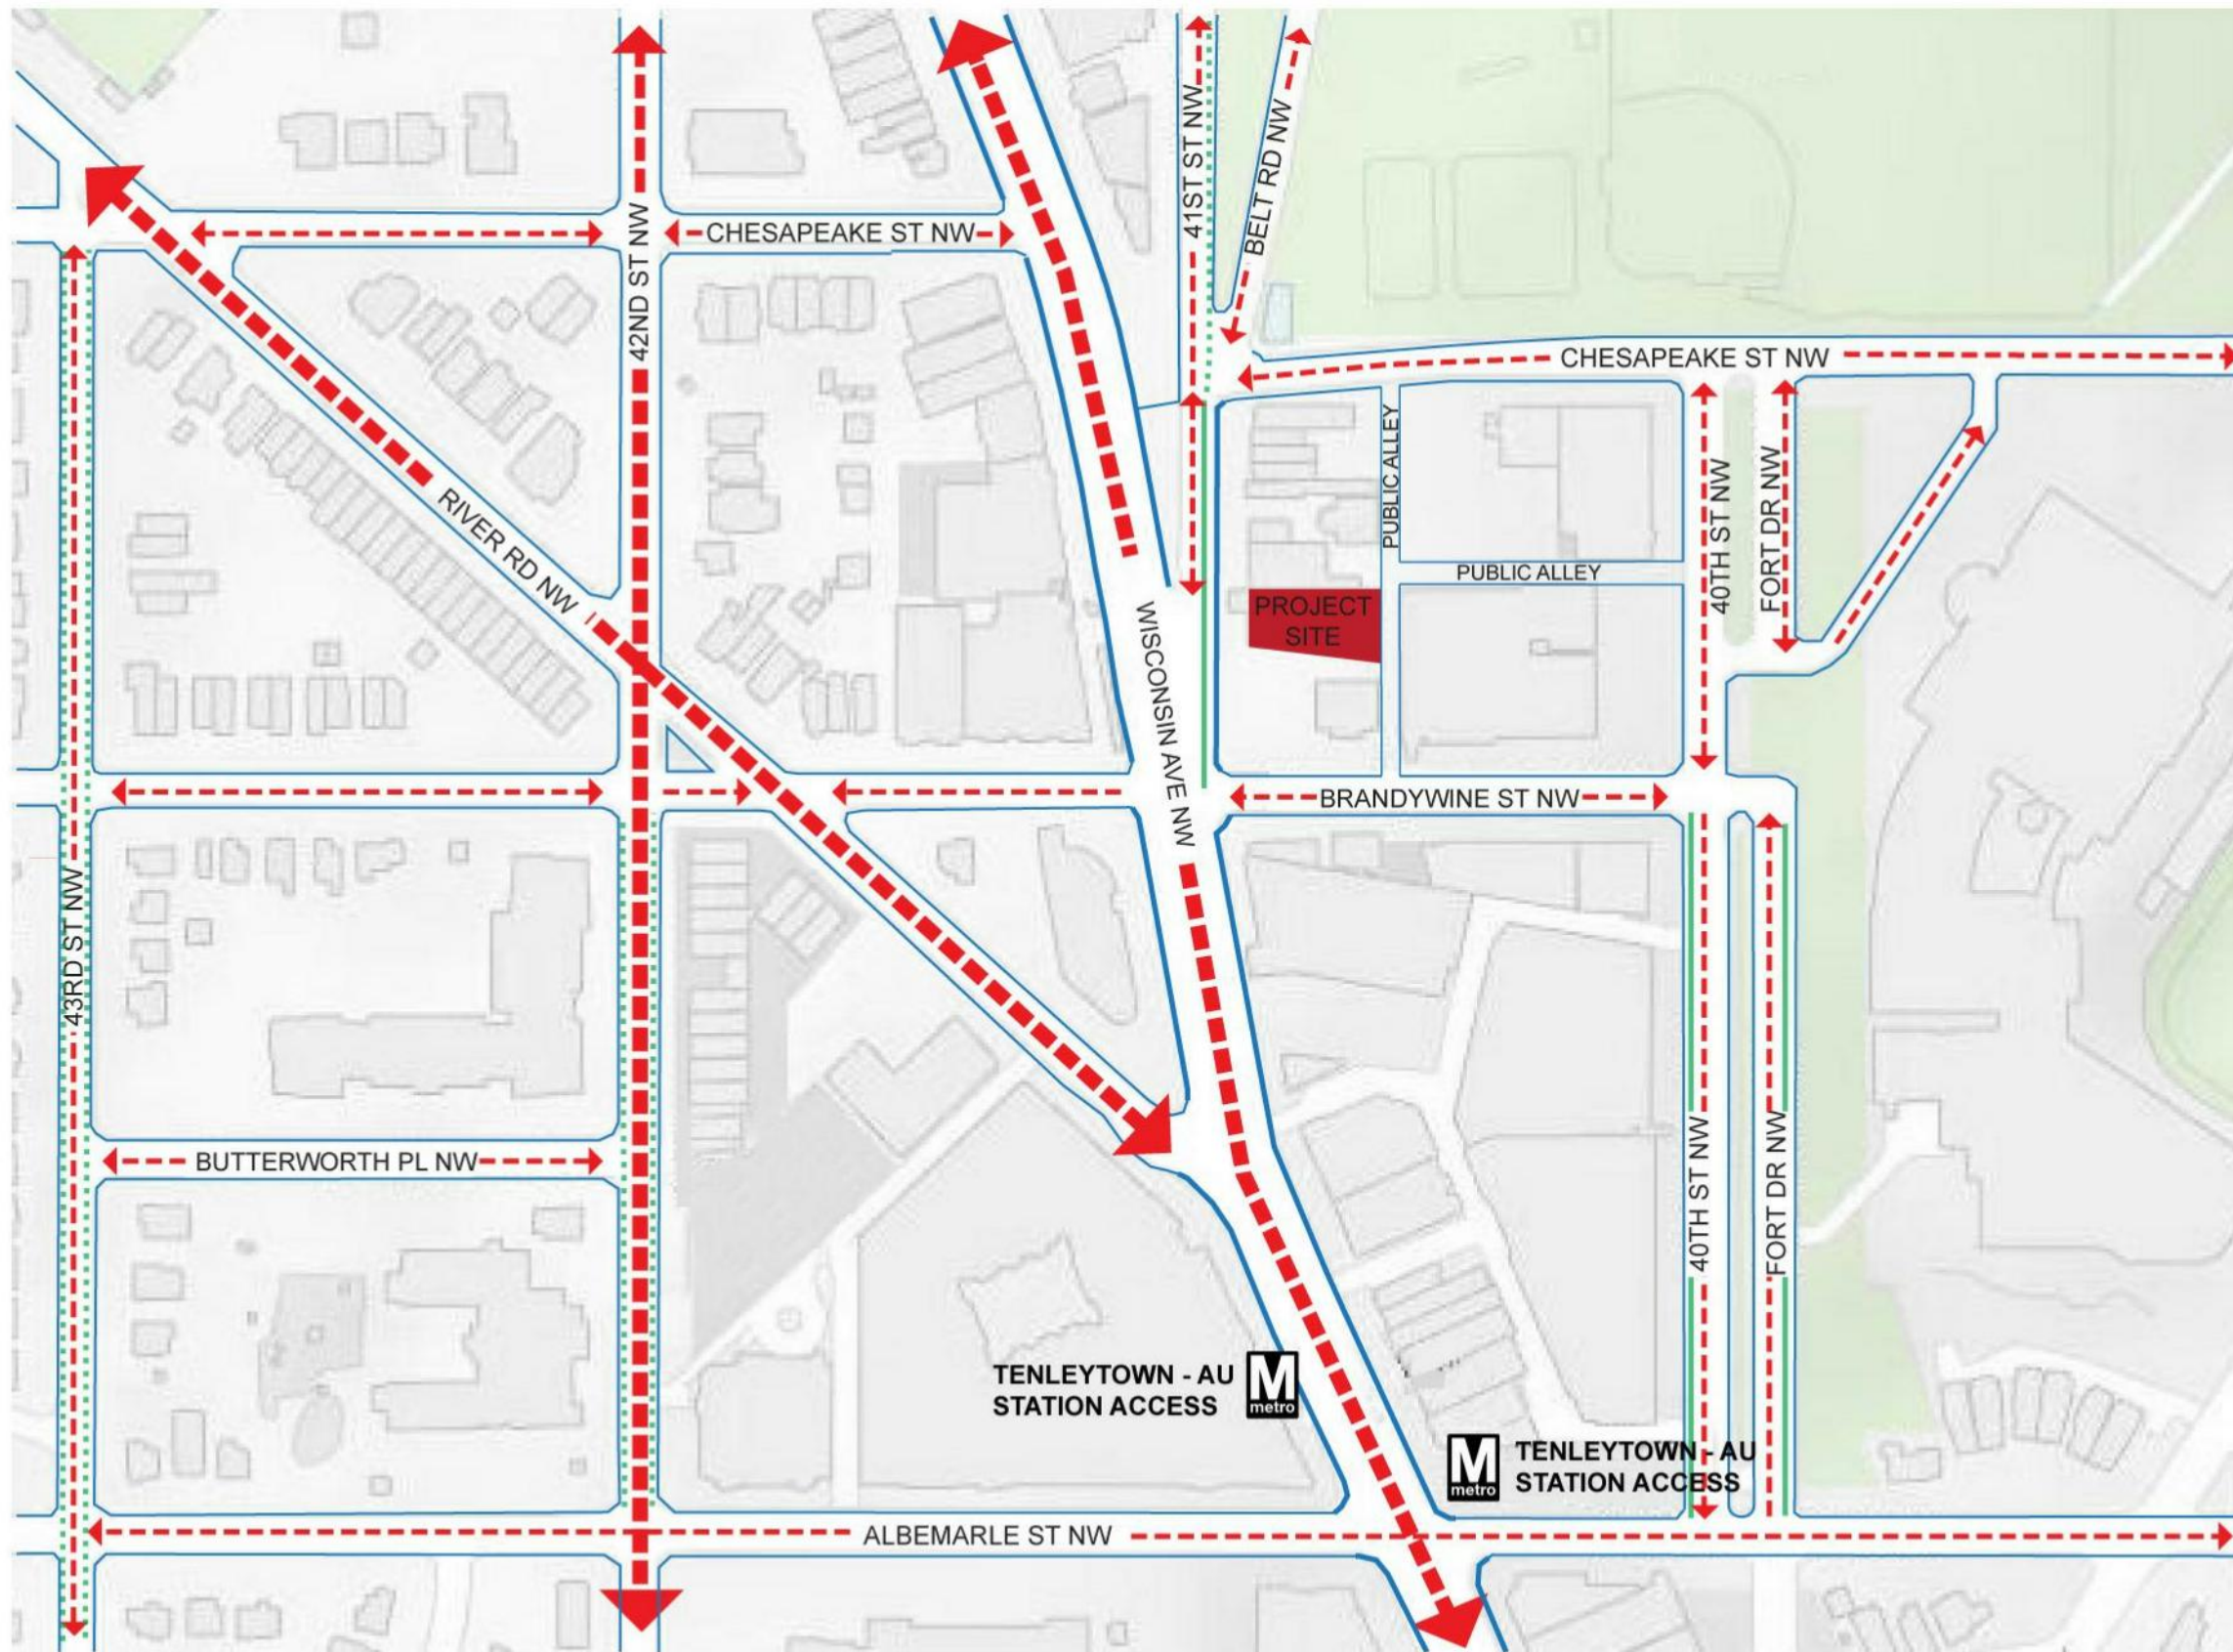 41ST ST NW
BELT RD NW
42ND ST NW
CHESAPEAKE ST NW
CHESAPEAKE ST NW
PUBLIC ALLEY
RIVER RD NW
40TH ST NW
FORT DR NW
PUBLIC ALLEY
PROJECT
SITE
WISCONSIN AVE NW
BRANDYWINE ST NW
43RD ST NW
BUTTERWORTH PL NW
40TH ST NW
FORT DR NW
TENLEYTOWN - AU
STATION ACCESS
M
metro
M
metro
TENLEYTOWN - AU
STATION ACCESS
ALBEMARLE ST NW